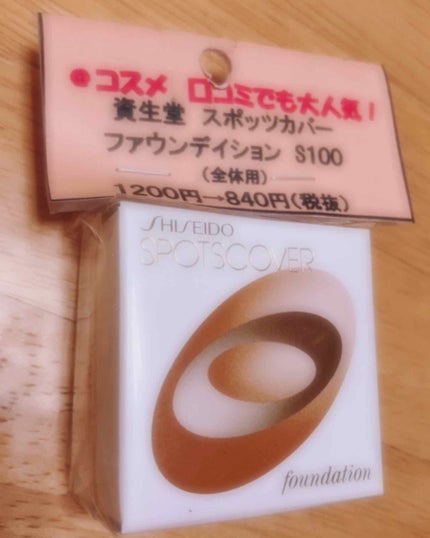 @コスメ 口コミでも大人気!
資生堂 スポッツカバー
ファウンデイション S100
(全体用)
1200円→840円(税抜)
SHISEIDO
SPOTSCOVER
foundation